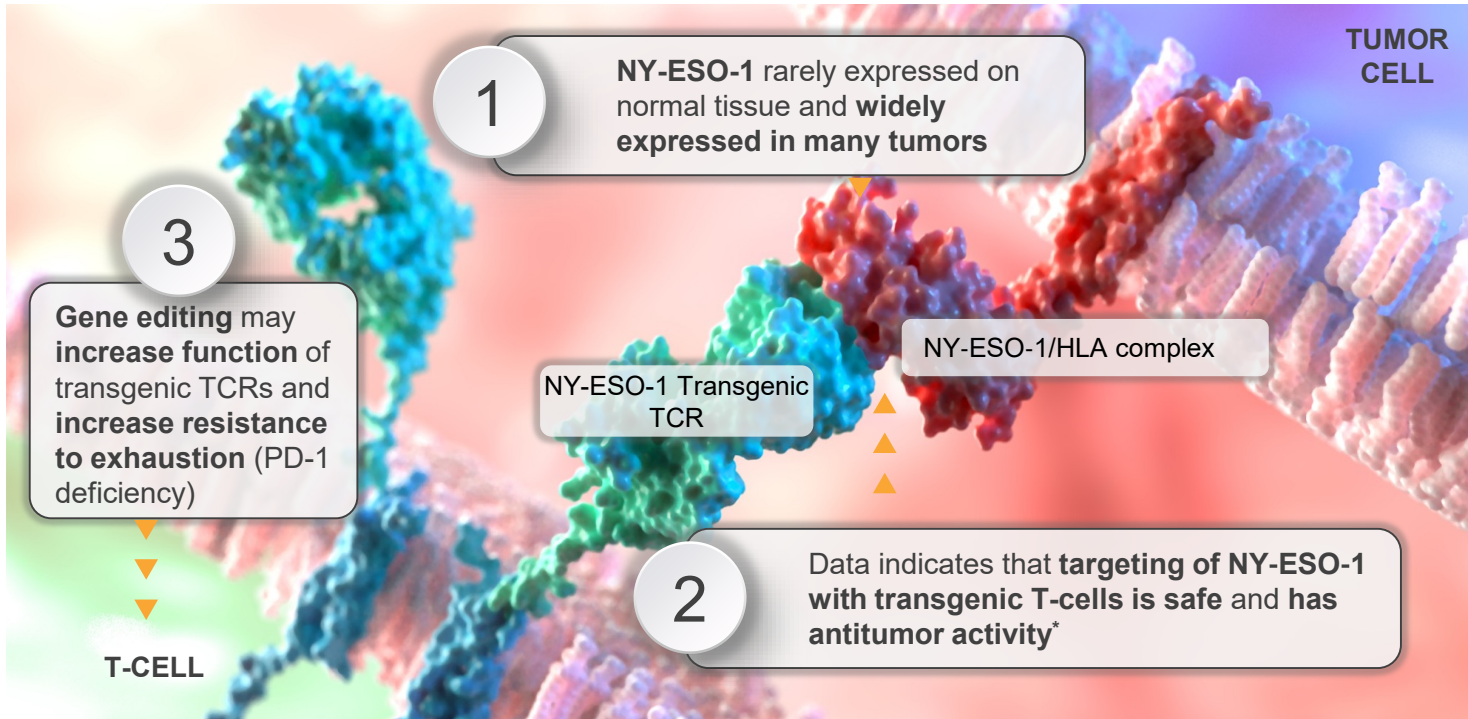 1
NY-ESO-1 rarely expressed on
normal tissue and widely
expressed in many tumors
TUMOR
CELL
3
Gene editing may
increase function of
transgenic TCRs and
increase resistance
to exhaustion (PD-1
deficiency)
NY-ESO-1/HLA complex
NY-ESO-1 Transgenic
TCR
2
Data indicates that targeting of NY-ESO-1
with transgenic T-cells is safe and has
antitumor activity*
T-CELL